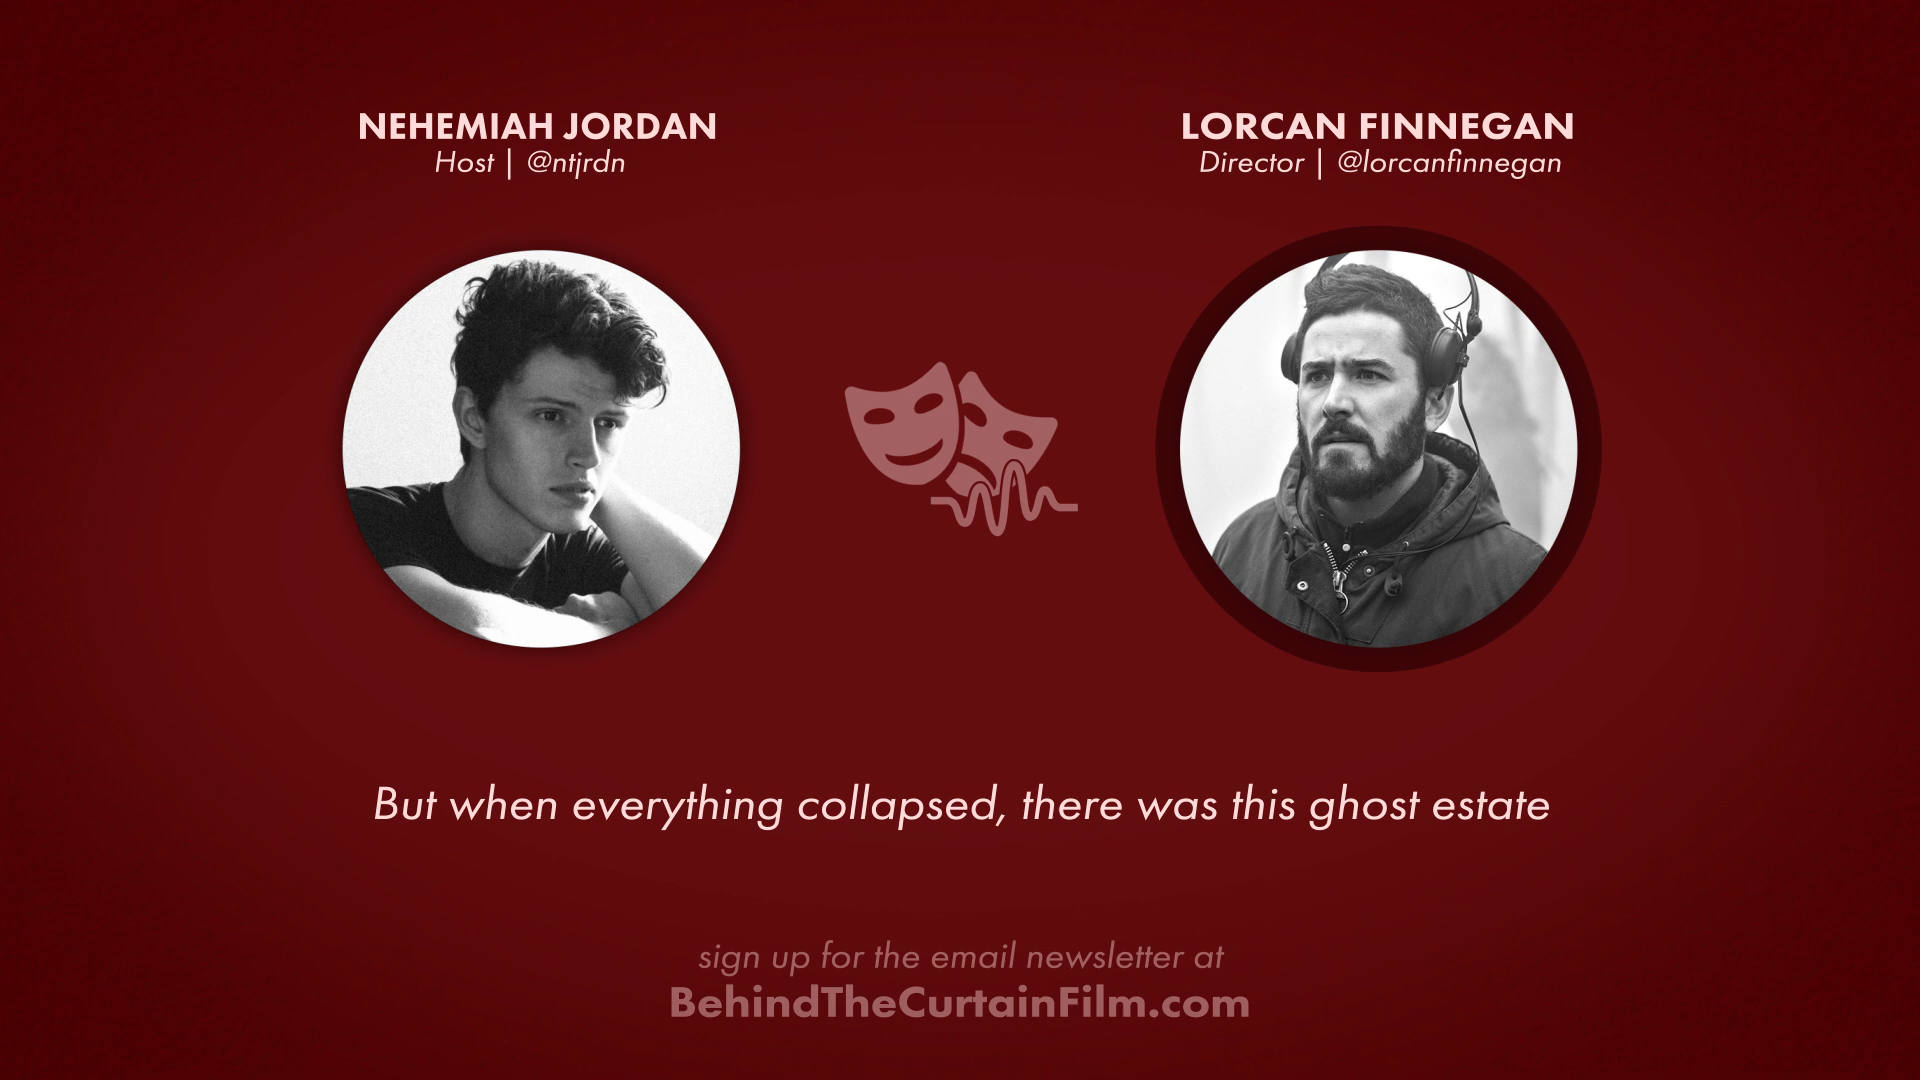 NEHEMIAH JORDAN
Host | @ntjrdn
LORCAN FINNEGAN
Director | @lorcanfinnegan
But when everything collapsed, there was this ghost estate
sign up for the email newsletter at
BehindTheCurtainFilm.com